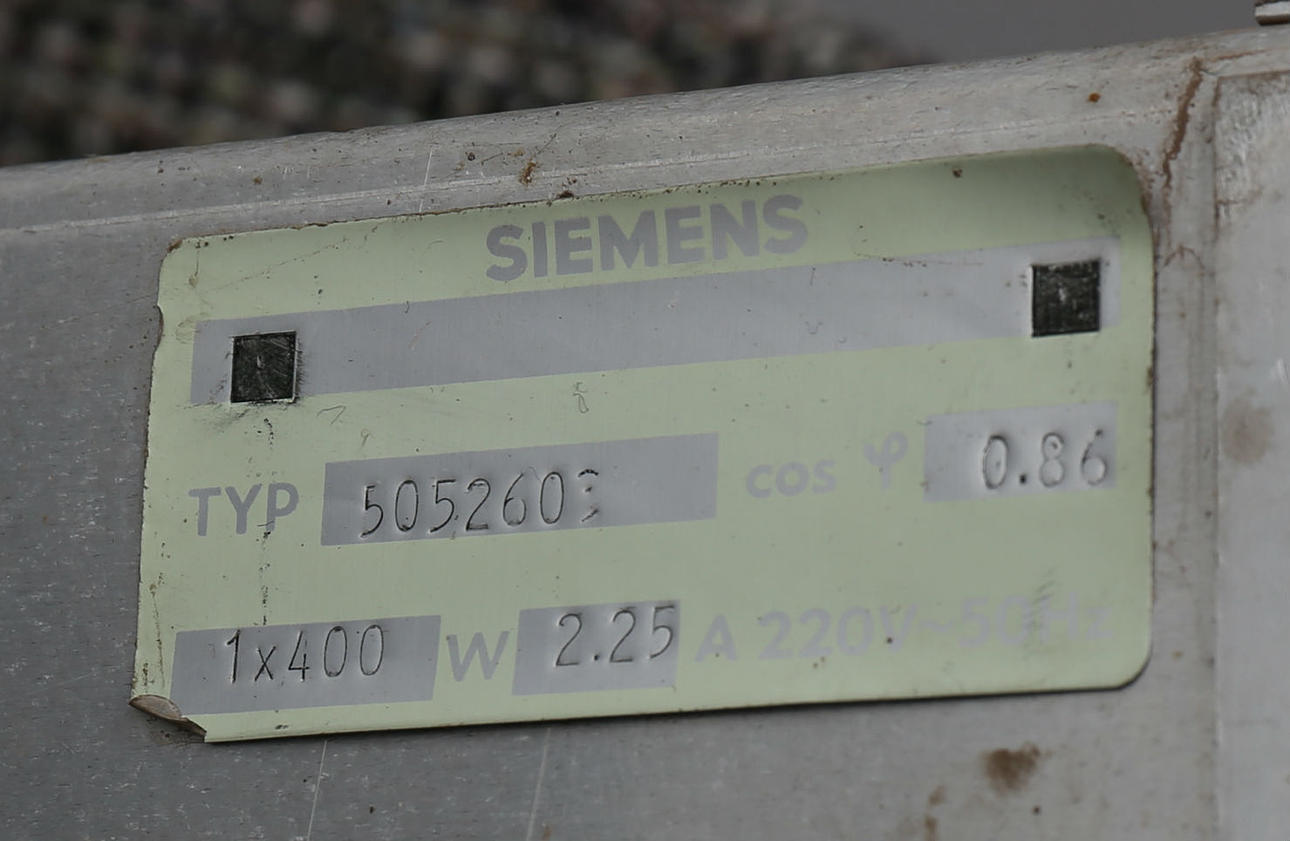 SIEMENS
TYP 505260 cos φ 0.86
1x400 W 2.25 A 220V~50Hz